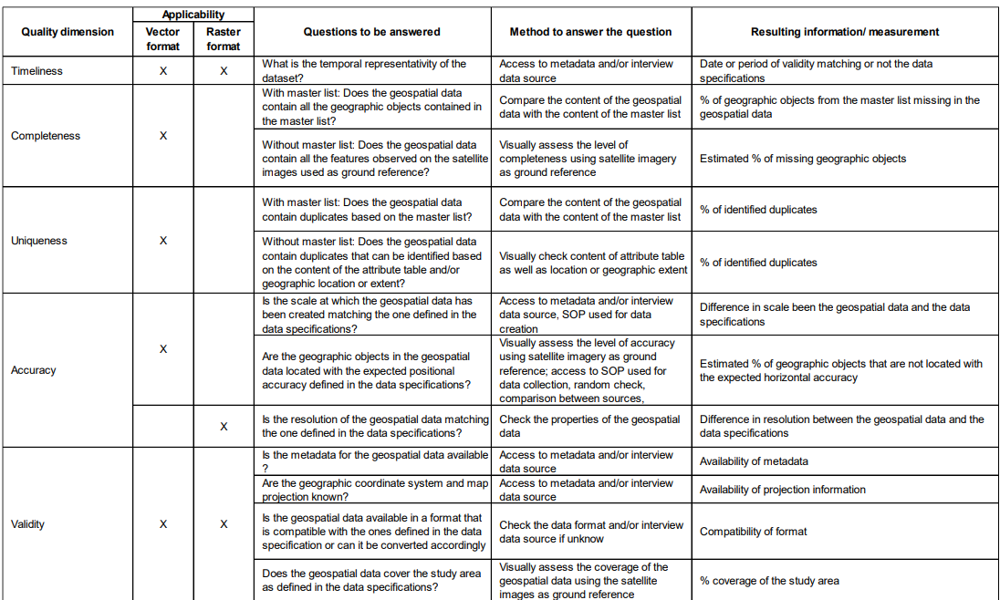 Quality dimension
Applicability
Vector
format
Raster
format
Questions to be answered
Method to answer the question
Resulting information/ measurement
Timeliness
X
X
What is the temporal representativity of the
dataset?
Access to metadata and/or interview
data source
Date or period of validity matching or not the data
specifications
Completeness
X
With master list: Does the geospatial data
contain all the geographic objects contained in
the master list?
Compare the content of the geospatial
data with the content of the master list
% of geographic objects from the master list missing in the
geospatial data
Without master list: Does the geospatial data
contain all the features observed on the satellite
images used as ground reference?
Visually assess the level of
completeness using satellite imagery
as ground reference
Estimated % of missing geographic objects
Uniqueness
X
With master list: Does the geospatial data
contain duplicates based on the master list?
Compare the content of the geospatial
data with the content of the master list
% of identified duplicates
Without master list: Does the geospatial data
contain duplicates that can be identified based
on the content of the attribute table and/or
geographic location or extent?
Visually check content of attribute table
as well as location or geographic extent
% of identified duplicates
Accuracy
X
Is the scale at which the geospatial data has
been created matching the one defined in the
data specifications?
Access to metadata and/or interview
data source, SOP used for data
creation
Difference in scale been the geospatial data and the data
specifications
Are the geographic objects in the geospatial
data located with the expected positional
accuracy defined in the data specifications?
Visually assess the level of accuracy
using satellite imagery as ground
reference; access to SOP used for
data collection, random check,
comparison between sources,
Estimated % of geographic objects that are not located with
the expected horizontal accuracy
X
Is the resolution of the geospatial data matching
the one defined in the data specifications?
Check the properties of the geospatial
data
Difference in resolution between the geospatial data and the
data specifications
Validity
X
X
Is the metadata for the geospatial data available
?
Access to metadata and/or interview
data source
Availability of metadata
Are the geographic coordinate system and map
projection known?
Access to metadata and/or interview
data source
Availability of projection information
Is the geospatial data available in a format that
is compatible with the ones defined in the data
specification or can it be converted accordingly
Check the data format and/or interview
data source if unknow
Compatibility of format
Does the geospatial data cover the study area
as defined in the data specifications?
Visually assess the coverage of the
geospatial data using the satellite
images as ground reference
% coverage of the study area